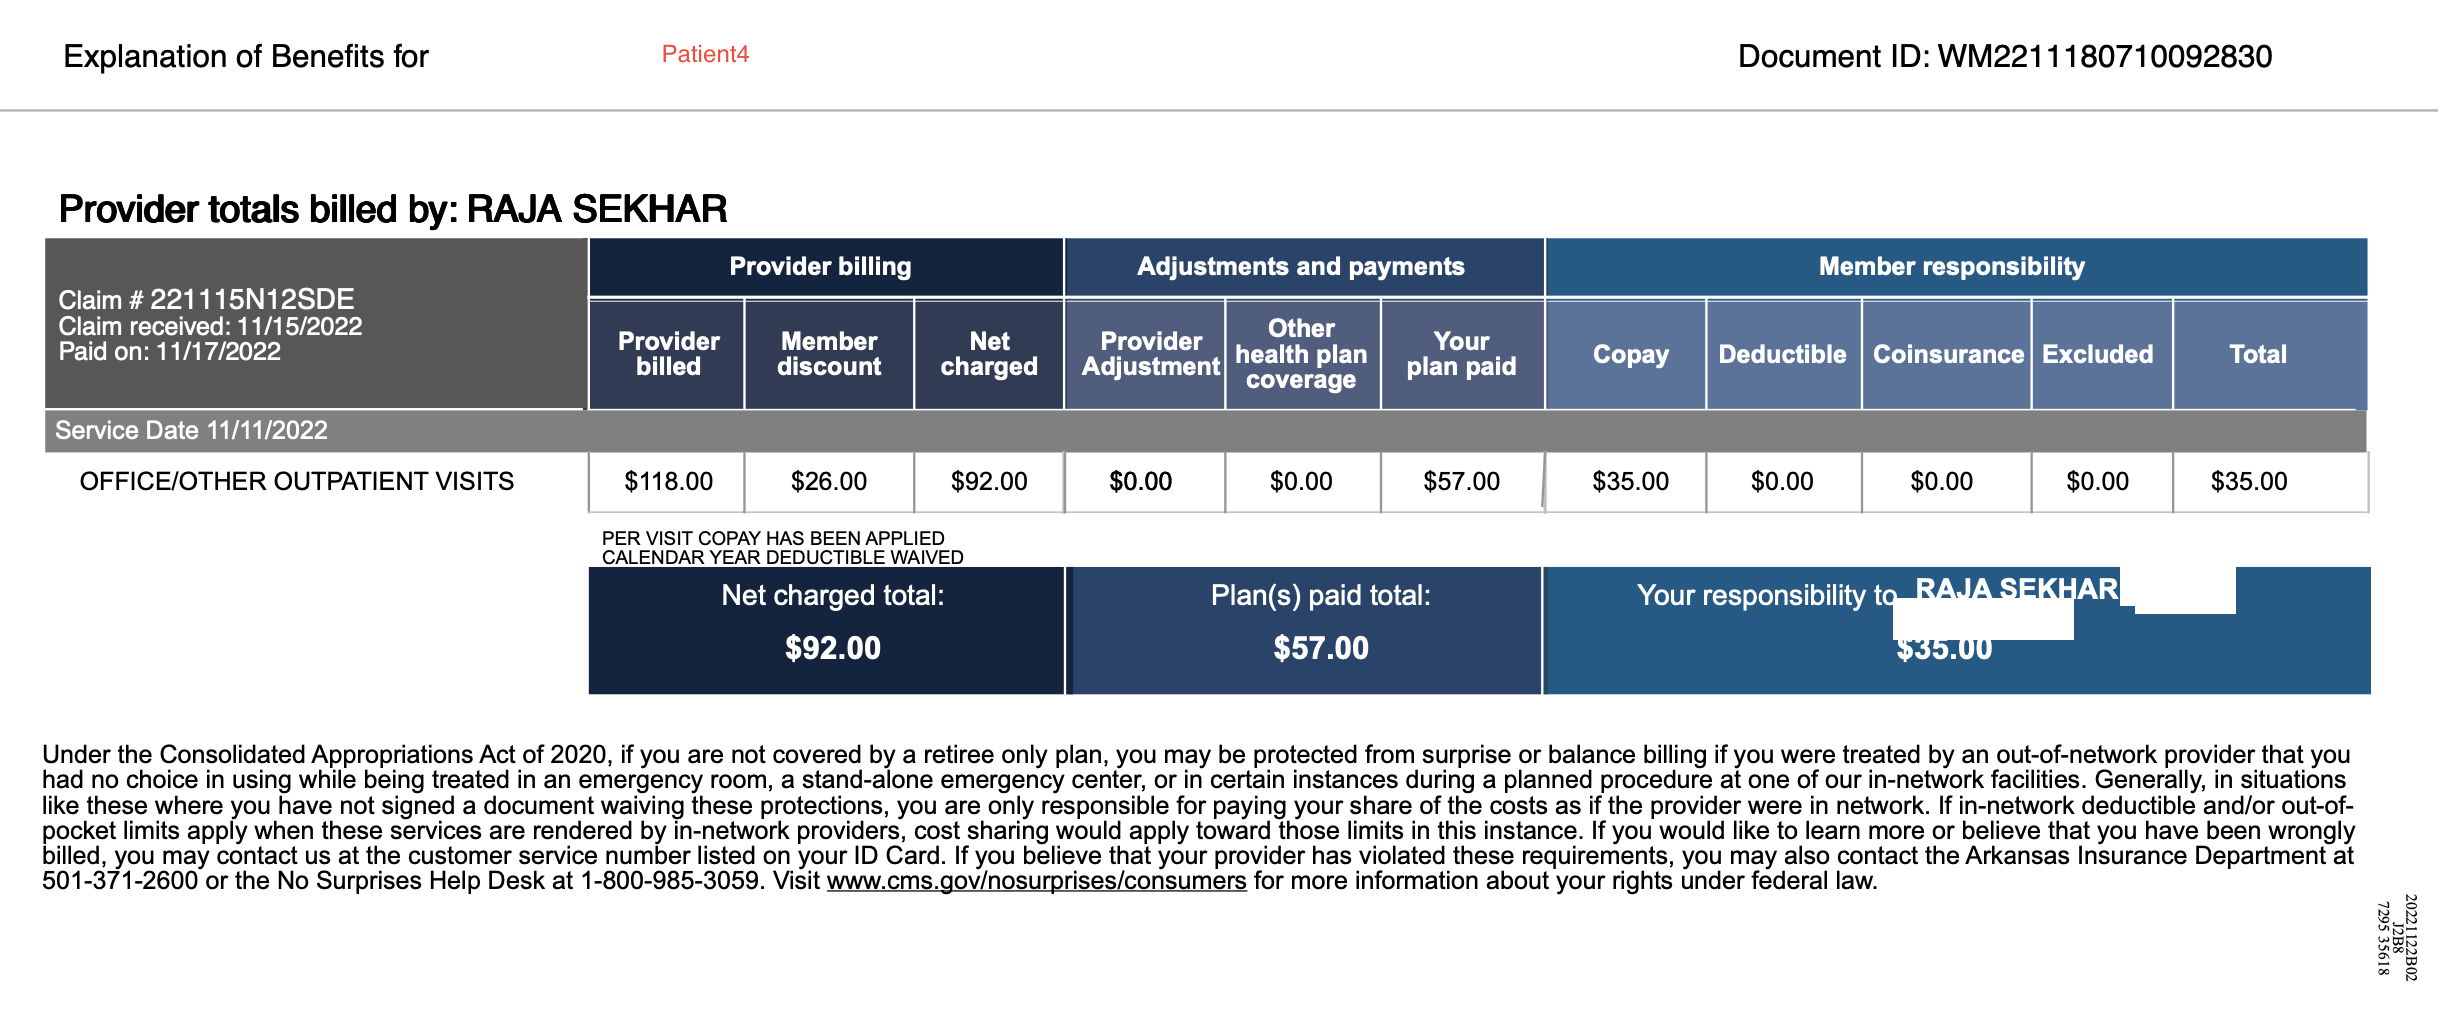 Explanation of Benefits for Patient4 Document ID: WM2211180710092830
Provider totals billed by: RAJA SEKHAR
Claim # 221115N12SDE
Claim received: 11/15/2022
Paid on: 11/17/2022
Provider billing Adjustments and payments Member responsibility
Provider billed
Member discount
Net charged
Provider Adjustment
Other health plan coverage
Your plan paid
Copay
Deductible
Coinsurance
Excluded
Total
Service Date 11/11/2022
OFFICE/OTHER OUTPATIENT VISITS $118.00 $26.00 $92.00 $0.00 $0.00 $57.00 $35.00 $0.00 $0.00 $0.00 $35.00
PER VISIT COPAY HAS BEEN APPLIED
CALENDAR YEAR DEDUCTIBLE WAIVED
Net charged total:
$92.00
Plan(s) paid total:
$57.00
Your responsibility to RAJA SEKHAR
$35.00
Under the Consolidated Appropriations Act of 2020, if you are not covered by a retiree only plan, you may be protected from surprise or balance billing if you were treated by an out-of-network provider that you
had no choice in using while being treated in an emergency room, a stand-alone emergency center, or in certain instances during a planned procedure at one of our in-network facilities. Generally, in situations
like these where you have not signed a document waiving these protections, you are only responsible for paying your share of the costs as if the provider were in network. If in-network deductible and/or out-of-
pocket limits apply when these services are rendered by in-network providers, cost sharing would apply toward those limits in this instance. If you would like to learn more or believe that you have been wrongly
billed, you may contact us at the customer service number listed on your ID Card. If you believe that your provider has violated these requirements, you may also contact the Arkansas Insurance Department at
501-371-2600 or the No Surprises Help Desk at 1-800-985-3059. Visit www.cms.gov/nosurprises/consumers for more information about your rights under federal law.
20221122B02
J2B8
7295 35618